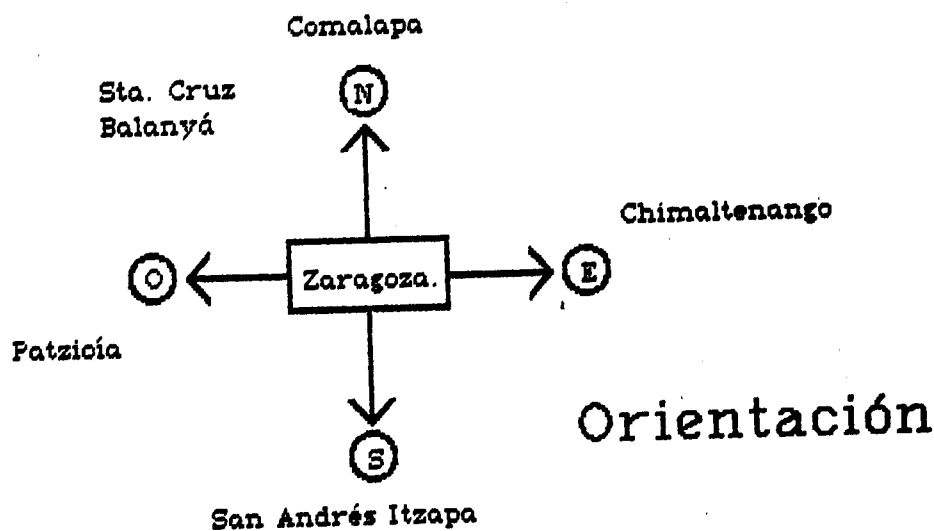 Comalapa
Sta. Cruz
Balanyá
N
Chimaltenango
O
Zaragoza.
E
Patzicía
Orientación
S
San Andrés Itzapa